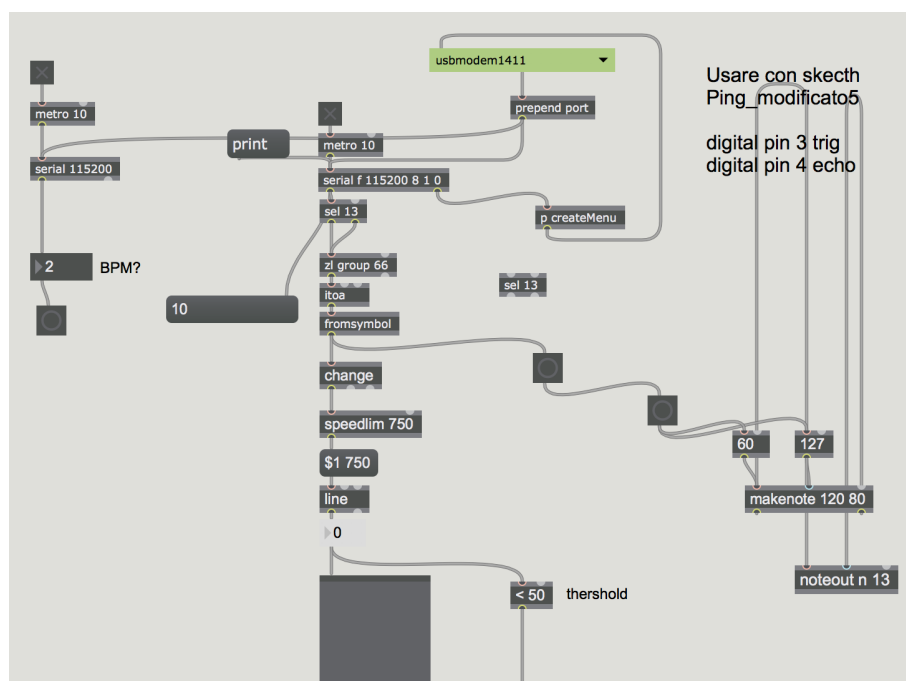 usbmodem1411
Usare con skecth
Ping_modificato5
digital pin 3 trig
digital pin 4 echo
metro 10
prepend port
print
metro 10
serial 115200
serial f 115200 8 1 0
sel 13
p createMenu
2
BPM?
zl group 66
sel 13
itoa
10
fromsymbol
change
speedlim 750
60
127
$1 750
line
makenote 120 80
0
noteout n 13
< 50
thershold